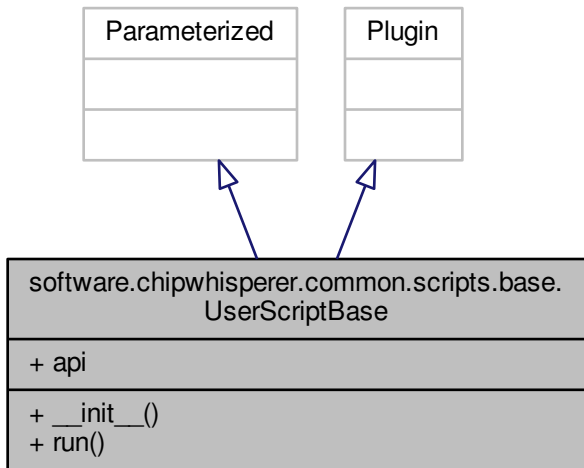 Parameterized
Plugin
software.chipwhisperer.common.scripts.base.
UserScriptBase
+ api
+ __init__()
+ run()